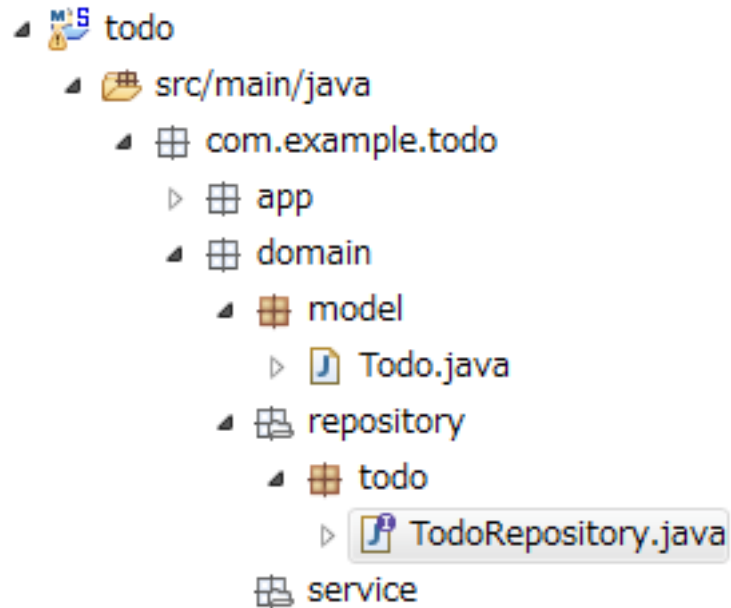 todo
src/main/java
com.example.todo
app
domain
model
Todo.java
repository
todo
TodoRepository.java
service